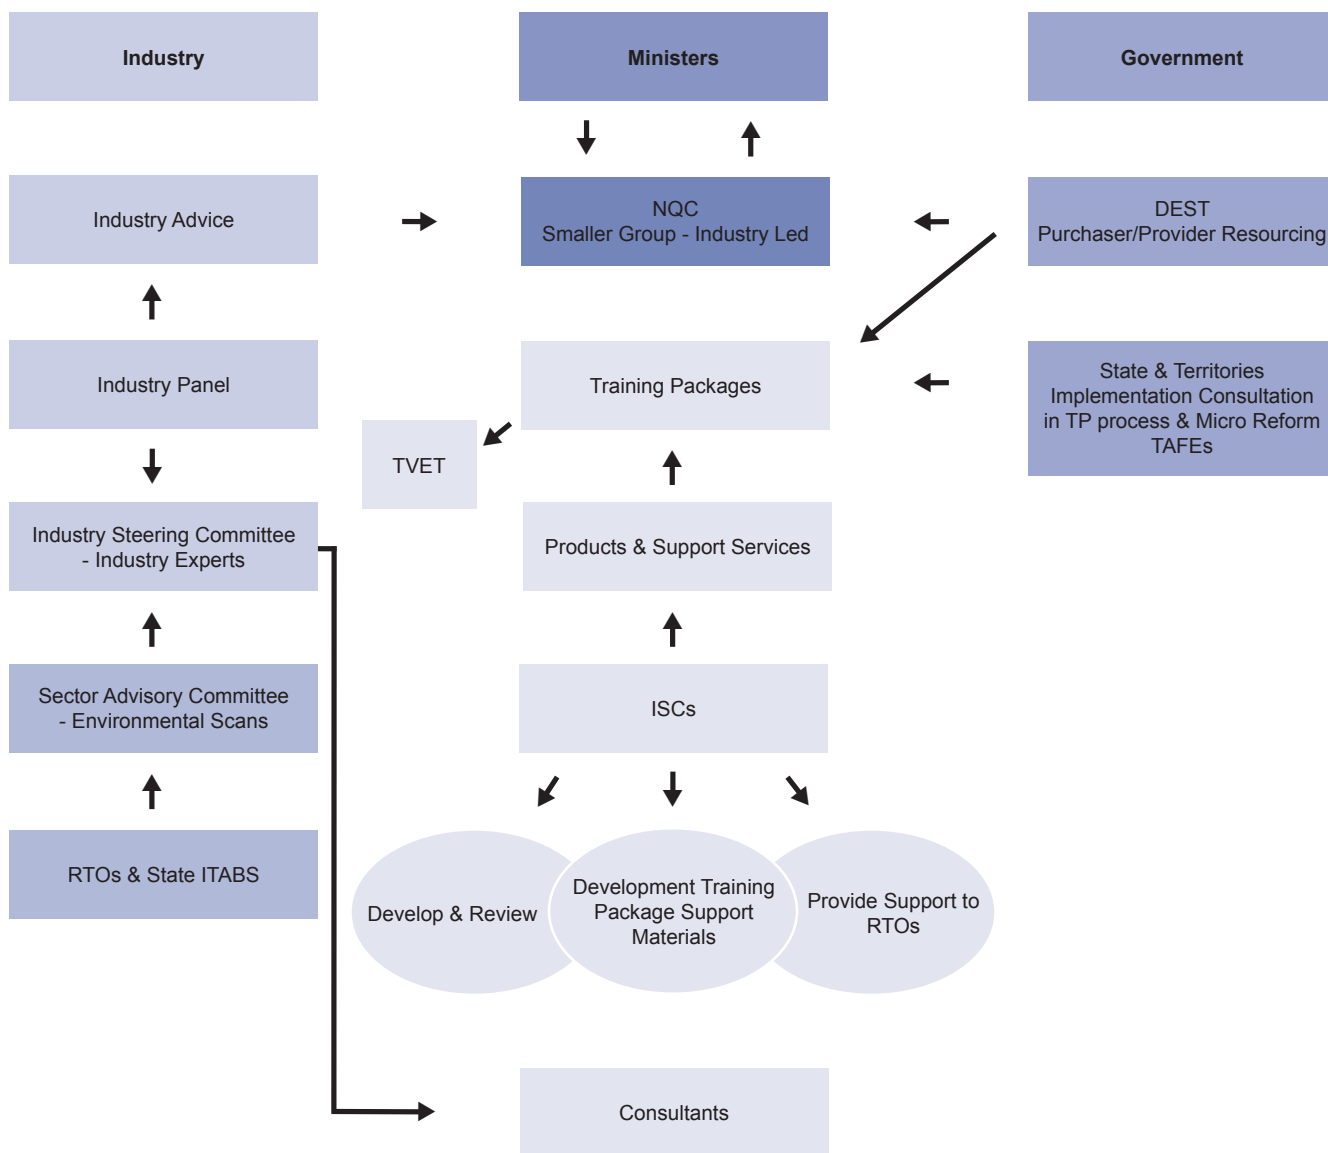 Industry
Ministers
Government
Industry Advice
NQC
Smaller Group - Industry Led
DEST
Purchaser/Provider Resourcing
Industry Panel
Training Packages
State & Territories
Implementation Consultation
in TP process & Micro Reform
TAFEs
TVET
Industry Steering Committee
- Industry Experts
Products & Support Services
Sector Advisory Committee
- Environmental Scans
ISCs
RTOs & State ITABS
Develop & Review
Development Training
Package Support
Materials
Provide Support to
RTOs
Consultants